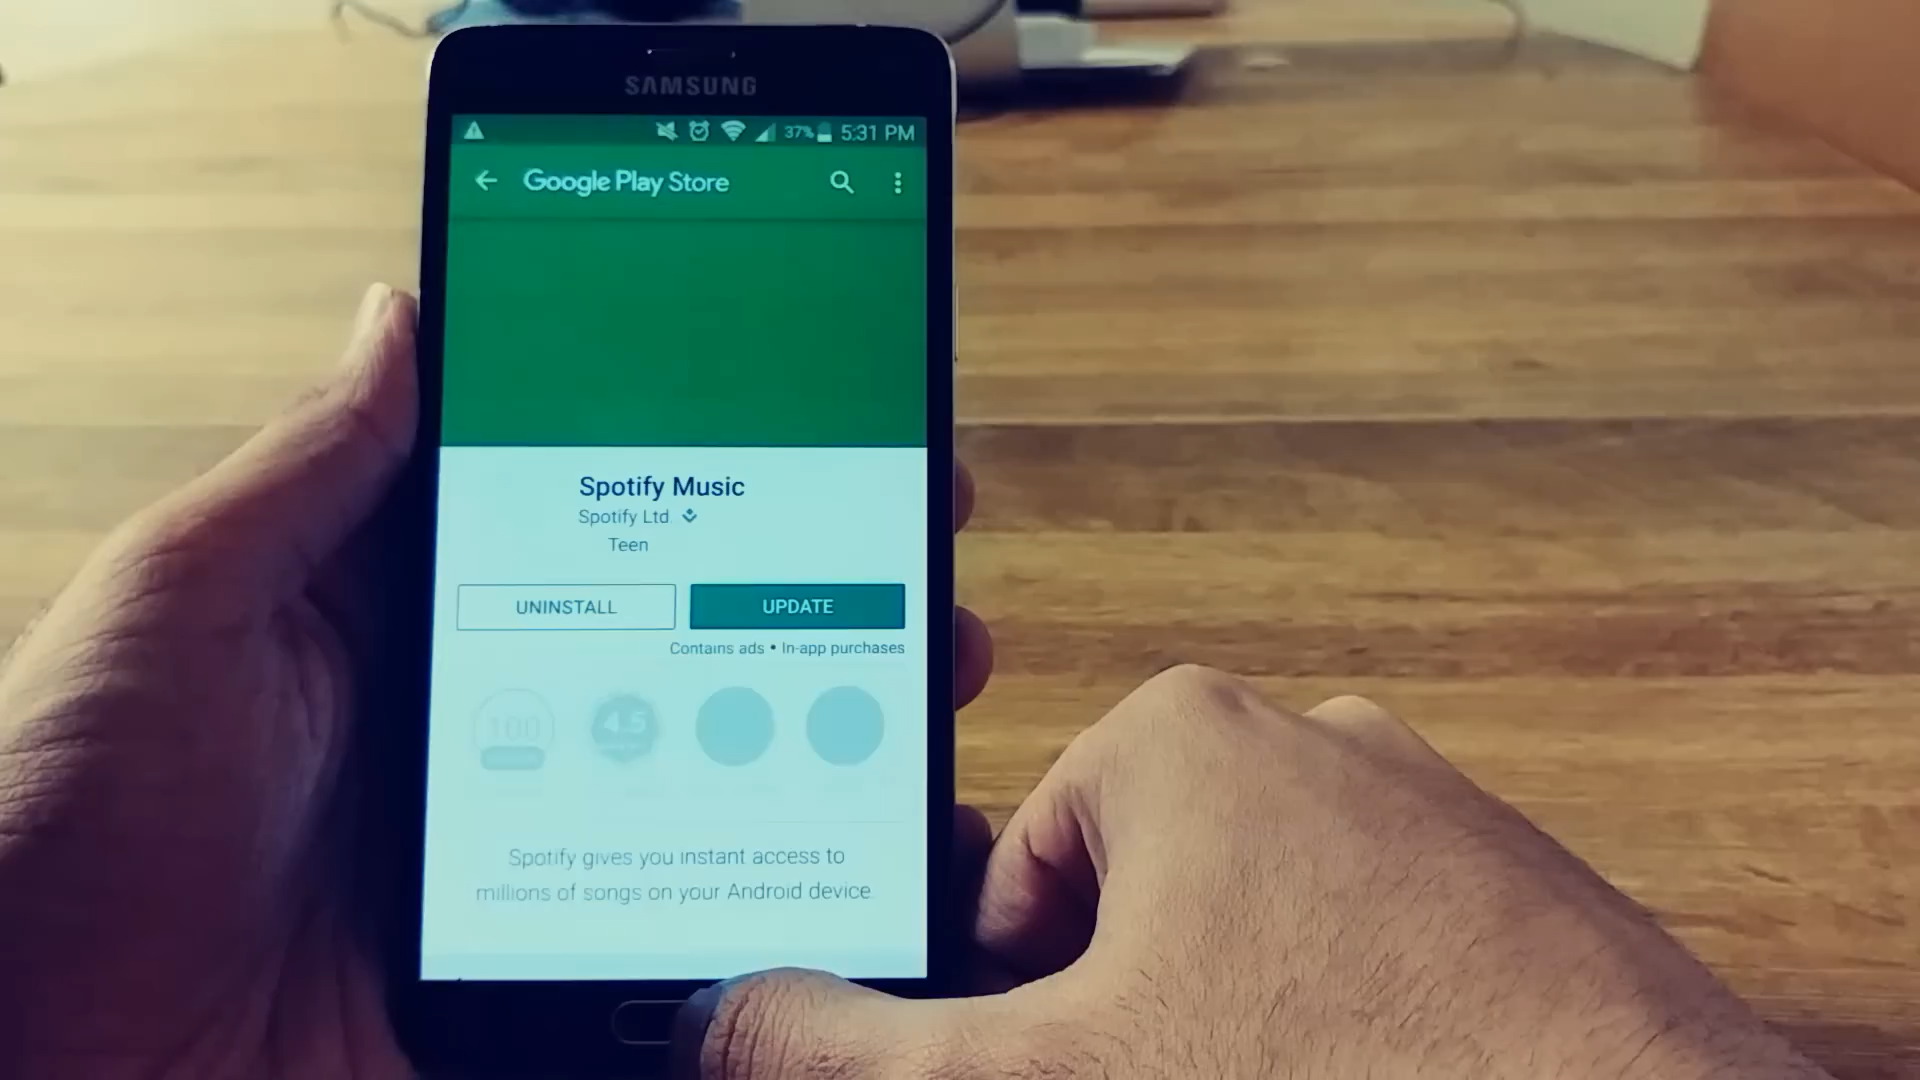 SAMSUNG
37% 5:31 PM
Google Play Store
Spotify Music
Spotify Ltd.
Teen
UNINSTALL
UPDATE
Contains ads • In-app purchases
100
4.5
Spotify gives you instant access to
millions of songs on your Android device.